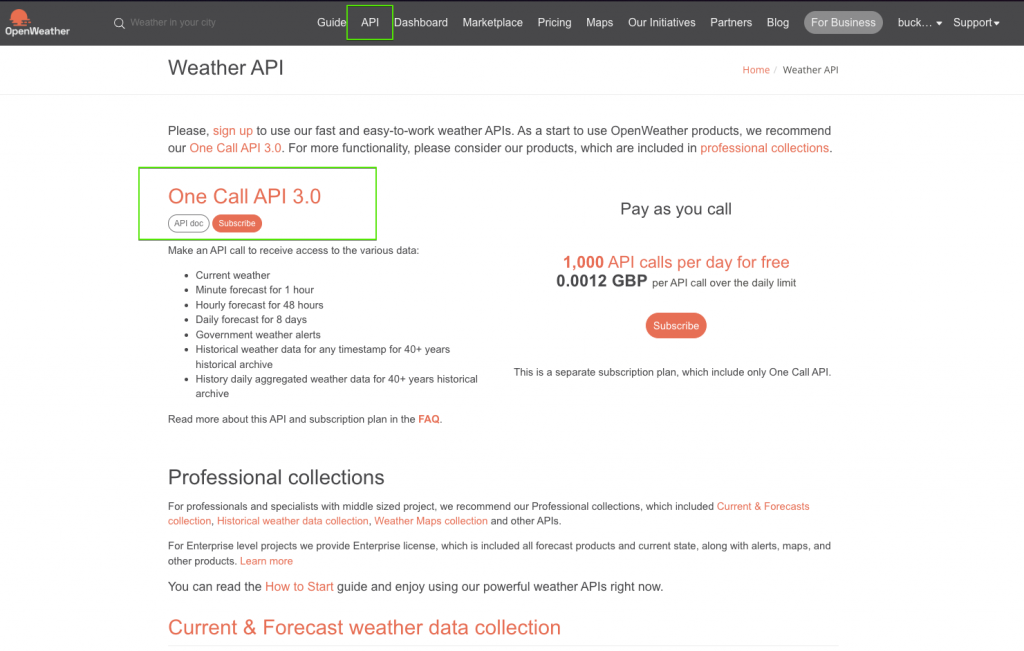 OpenWeather
Weather in your city
Guide API Dashboard Marketplace Pricing Maps Our Initiatives Partners Blog For Business buck... Support
Weather API
Home / Weather API
Please, sign up to use our fast and easy-to-work weather APIs. As a start to use OpenWeather products, we recommend
our One Call API 3.0. For more functionality, please consider our products, which are included in professional collections.
One Call API 3.0
API doc Subscribe
Make an API call to receive access to the various data:
Current weather
Minute forecast for 1 hour
Hourly forecast for 48 hours
Daily forecast for 8 days
Government weather alerts
Historical weather data for any timestamp for 40+ years
historical archive
History daily aggregated weather data for 40+ years historical
archive
Read more about this API and subscription plan in the FAQ.
Pay as you call
1,000 API calls per day for free
0.0012 GBP per API call over the daily limit
Subscribe
This is a separate subscription plan, which include only One Call API.
Professional collections
For professionals and specialists with middle sized project, we recommend our Professional collections, which included Current & Forecasts
collection, Historical weather data collection, Weather Maps collection and other APIs.
For Enterprise level projects we provide Enterprise license, which is included all forecast products and current state, along with alerts, maps, and
other products. Learn more
You can read the How to Start guide and enjoy using our powerful weather APIs right now.
Current & Forecast weather data collection